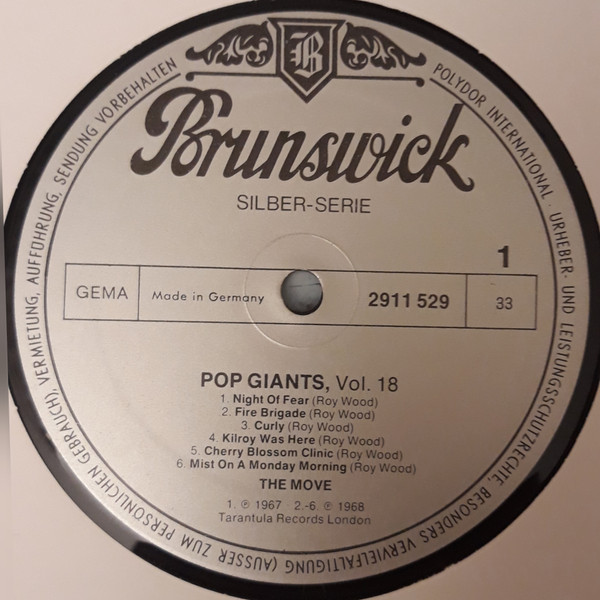 B
Brunswick
SILBER-SERIE
1
GEMA
Made in Germany
2911 529
33
POP GIANTS, Vol. 18
1. Night Of Fear (Roy Wood)
2. Fire Brigade (Roy Wood)
3. Curly (Roy Wood)
4. Kilroy Was Here (Roy Wood)
5. Cherry Blossom Clinic (Roy Wood)
6. Mist On A Monday Morning (Roy Wood)
THE MOVE
1. ℗ 1967 · 2.-6. ℗ 1968
Tarantula Records London
POLYDOR INTERNATIONAL · URHEBER- UND LEISTUNGSSCHUTZRECHTE, BESONDERS VERVIELFÄLTIGUNG (AUSSER ZUM PERSÖNLICHEN GEBRAUCH), VERMIETUNG, AUFFÜHRUNG, SENDUNG VORBEHALTEN